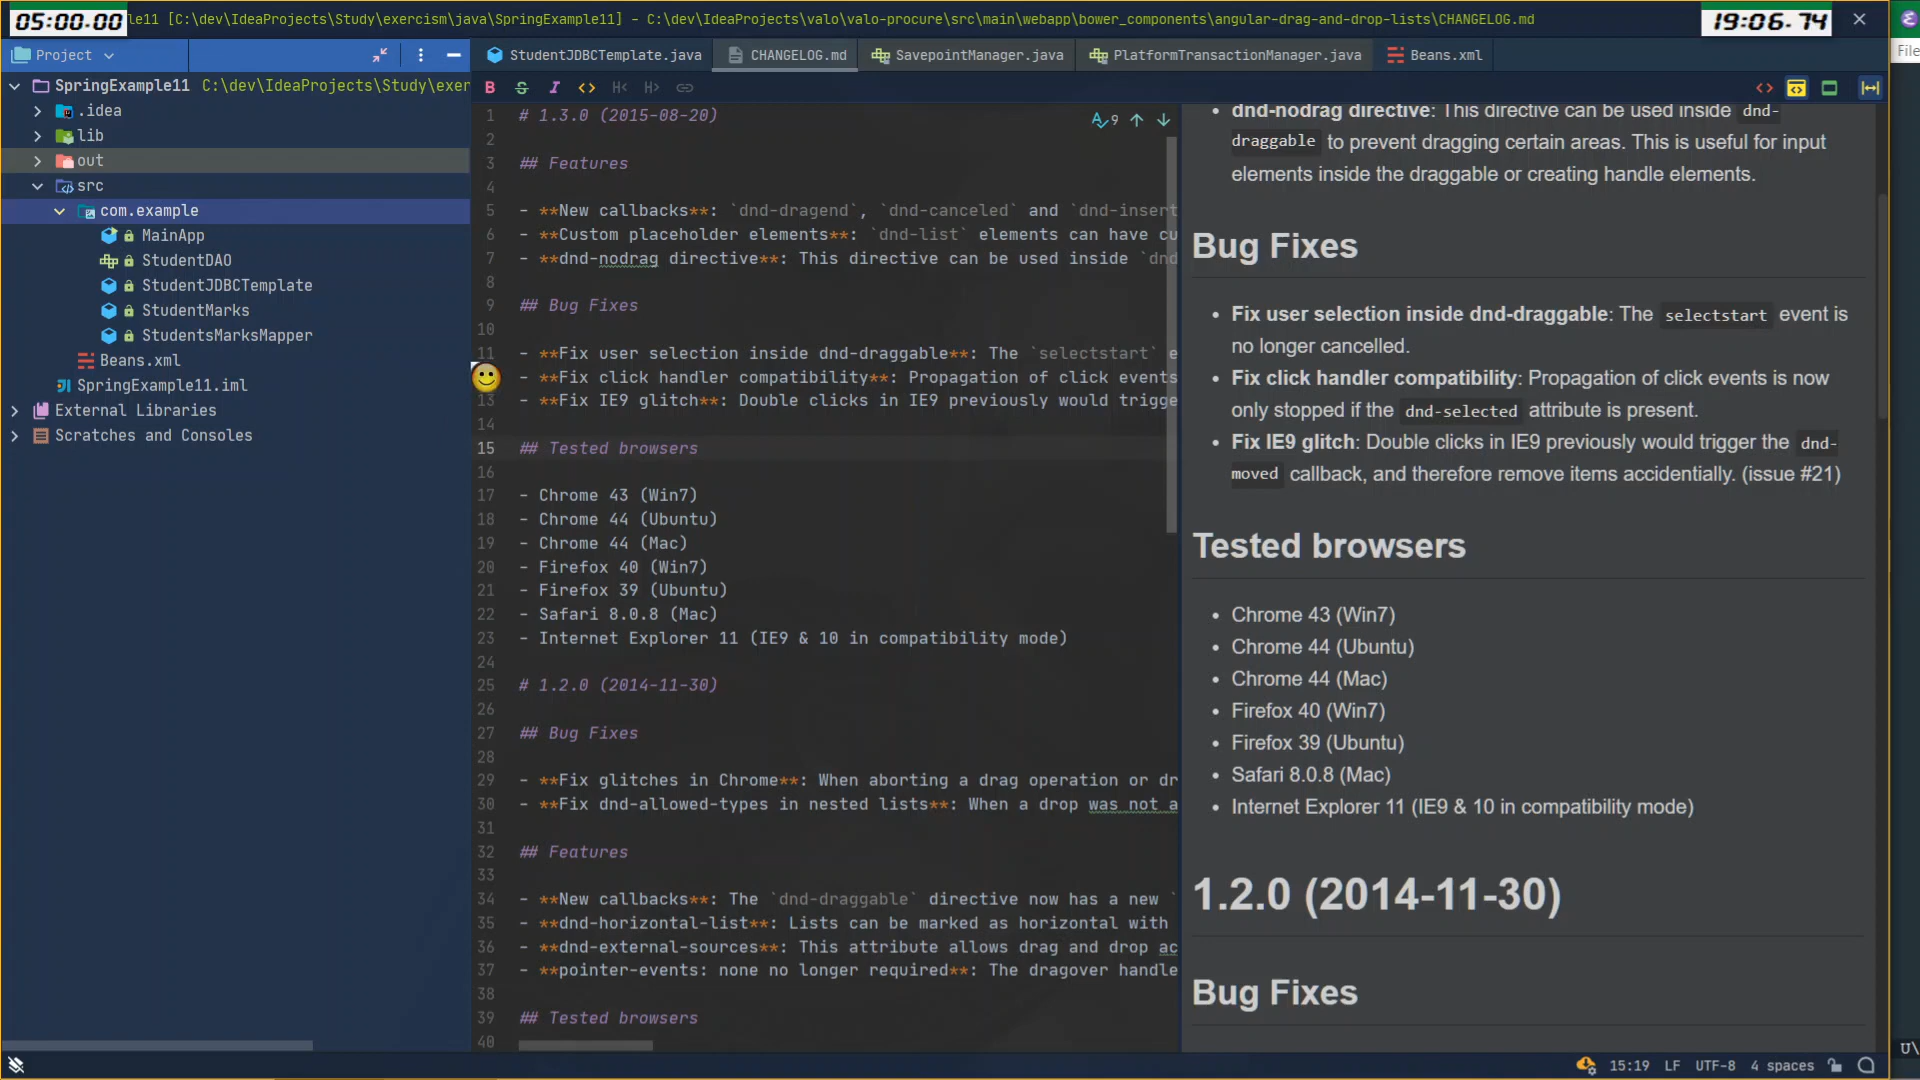 05:00.00
le11 [C:\dev\IdeaProjects\Study\exercism\java\SpringExample11] - C:\dev\IdeaProjects\valo\valo-procure\src\main\webapp\bower_components\angular-drag-and-drop-lists\CHANGELOG.md
19:06.74
File
Project
StudentJDBCTemplate.java
CHANGELOG.md
SavepointManager.java
PlatformTransactionManager.java
Beans.xml
SpringExample11 C:\dev\IdeaProjects\Study\exer
.idea
lib
out
src
com.example
MainApp
StudentDAO
StudentJDBCTemplate
StudentMarks
StudentsMarksMapper
Beans.xml
SpringExample11.iml
External Libraries
Scratches and Consoles
B S I <> H< H>
9
1 # 1.3.0 (2015-08-20)
2
3 ## Features
4
5 - **New callbacks**: `dnd-dragend`, `dnd-canceled` and `dnd-insert
6 - **Custom placeholder elements**: `dnd-list` elements can have cu
7 - **dnd-nodrag directive**: This directive can be used inside `dnd
8
9 ## Bug Fixes
10
11 - **Fix user selection inside dnd-draggable**: The `selectstart` e
- **Fix click handler compatibility**: Propagation of click events
13 - **Fix IE9 glitch**: Double clicks in IE9 previously would trigge
14
15 ## Tested browsers
16
17 - Chrome 43 (Win7)
18 - Chrome 44 (Ubuntu)
19 - Chrome 44 (Mac)
20 - Firefox 40 (Win7)
21 - Firefox 39 (Ubuntu)
22 - Safari 8.0.8 (Mac)
23 - Internet Explorer 11 (IE9 & 10 in compatibility mode)
24
25 # 1.2.0 (2014-11-30)
26
27 ## Bug Fixes
28
29 - **Fix glitches in Chrome**: When aborting a drag operation or dr
30 - **Fix dnd-allowed-types in nested lists**: When a drop was not a
31
32 ## Features
33
34 - **New callbacks**: The `dnd-draggable` directive now has a new `
35 - **dnd-horizontal-list**: Lists can be marked as horizontal with
36 - **dnd-external-sources**: This attribute allows drag and drop ac
37 - **pointer-events: none no longer required**: The dragover handle
38
39 ## Tested browsers
40
• dnd-nodrag directive: This directive can be used inside dnd-
draggable to prevent dragging certain areas. This is useful for input
elements inside the draggable or creating handle elements.
Bug Fixes
• Fix user selection inside dnd-draggable: The selectstart event is
no longer cancelled.
• Fix click handler compatibility: Propagation of click events is now
only stopped if the dnd-selected attribute is present.
• Fix IE9 glitch: Double clicks in IE9 previously would trigger the dnd-
moved callback, and therefore remove items accidentially. (issue #21)
Tested browsers
• Chrome 43 (Win7)
• Chrome 44 (Ubuntu)
• Chrome 44 (Mac)
• Firefox 40 (Win7)
• Firefox 39 (Ubuntu)
• Safari 8.0.8 (Mac)
• Internet Explorer 11 (IE9 & 10 in compatibility mode)
1.2.0 (2014-11-30)
Bug Fixes
15:19 LF UTF-8 4 spaces